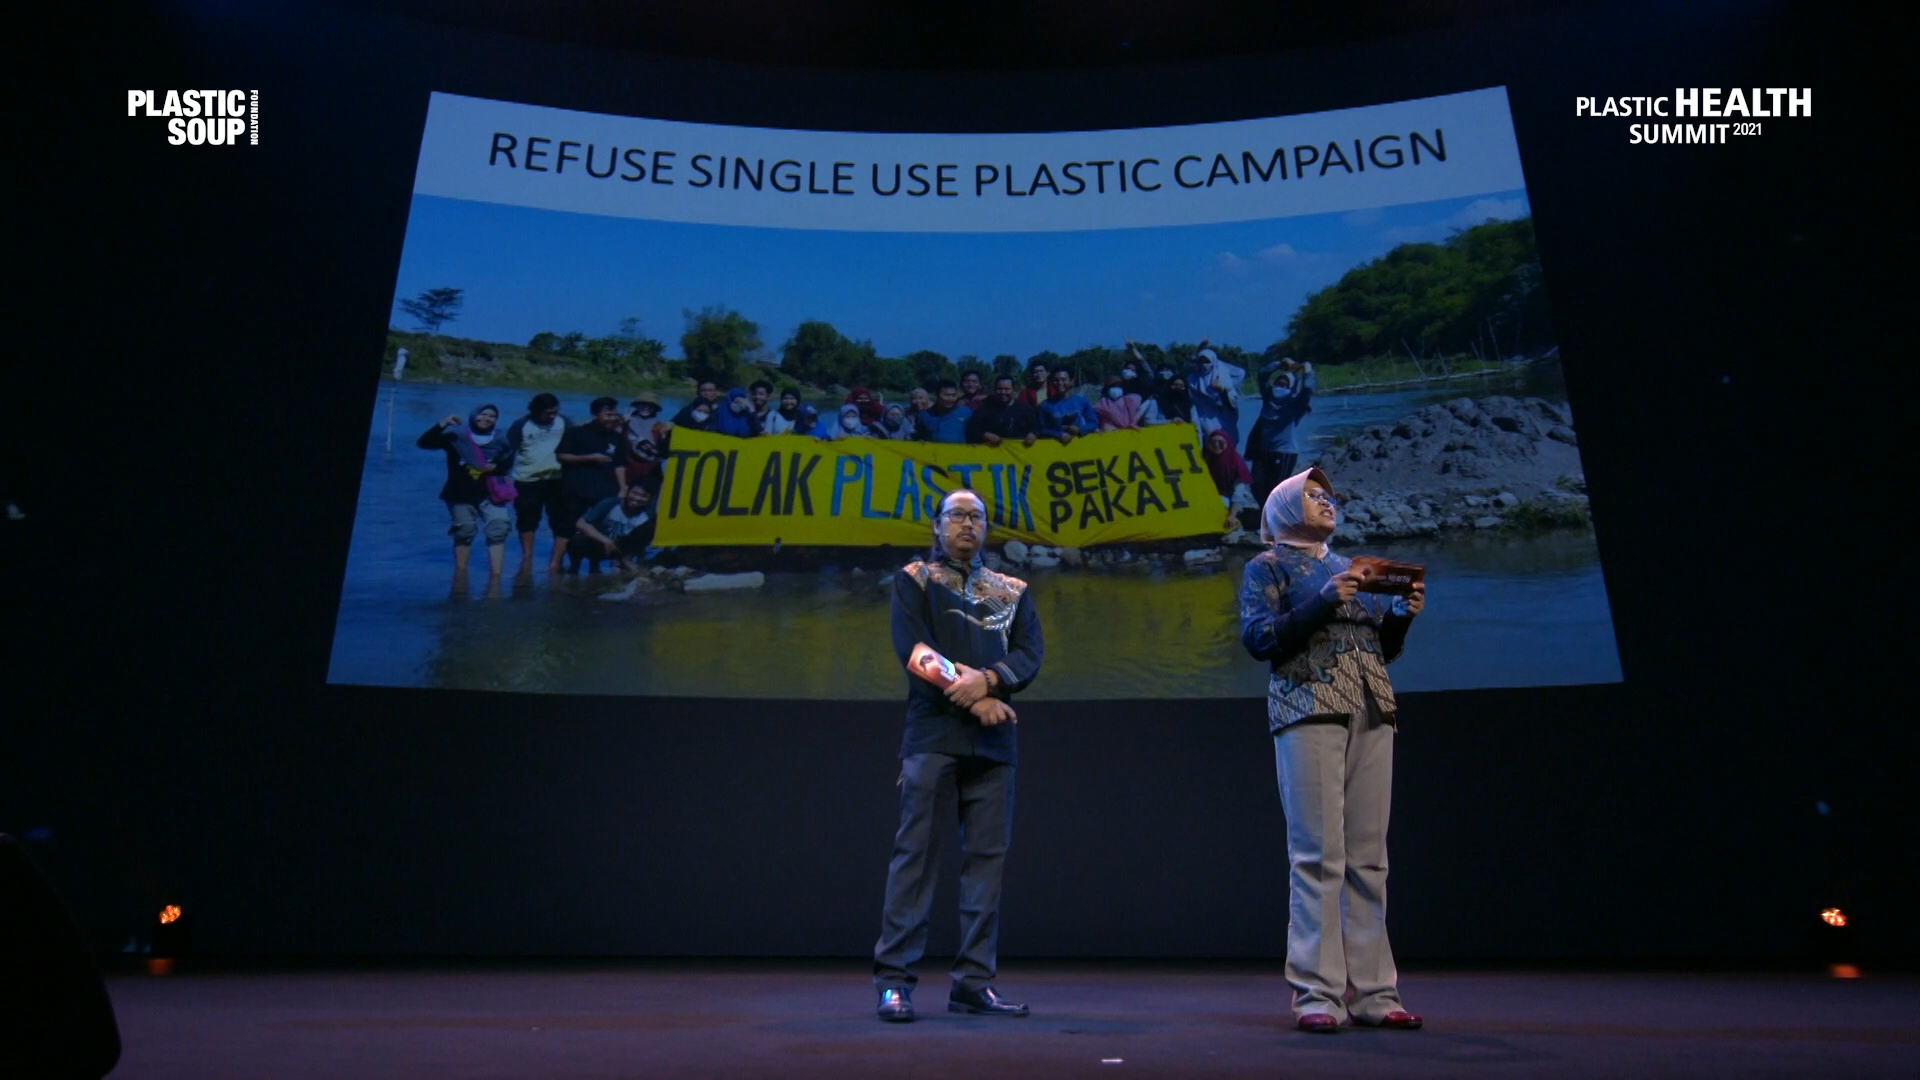 PLASTIC
SOUP
FOUNDATION
PLASTIC HEALTH
SUMMIT 2021
REFUSE SINGLE USE PLASTIC CAMPAIGN
TOLAK PLASTIK SEKALI
PAKAI